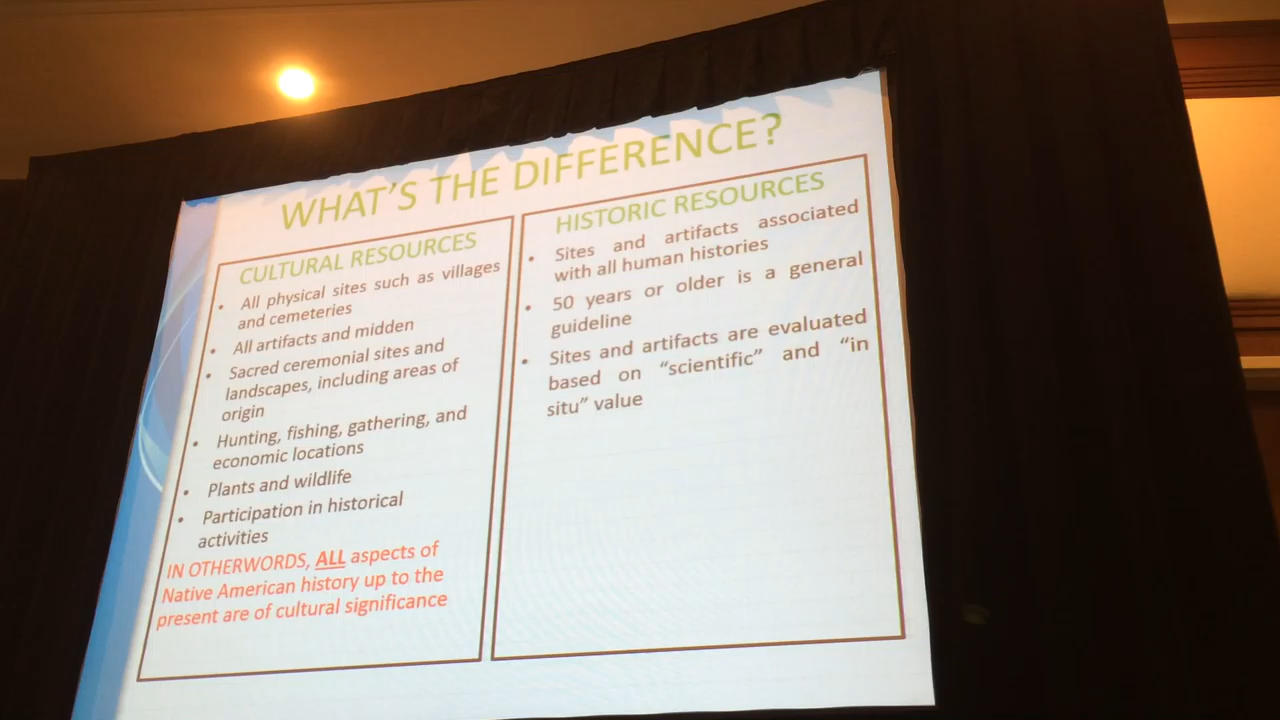 WHAT'S THE DIFFERENCE?
CULTURAL RESOURCES
• All physical sites such as villages
and cemeteries
• All artifacts and midden
• Sacred ceremonial sites and
landscapes, including areas of
origin
• Hunting, fishing, gathering, and
economic locations
• Plants and wildlife
• Participation in historical
activities
IN OTHERWORDS, ALL aspects of
Native American history up to the
present are of cultural significance
HISTORIC RESOURCES
• Sites and artifacts associated
with all human histories
• 50 years or older is a general
guideline
• Sites and artifacts are evaluated
based on “scientific” and “in
situ” value